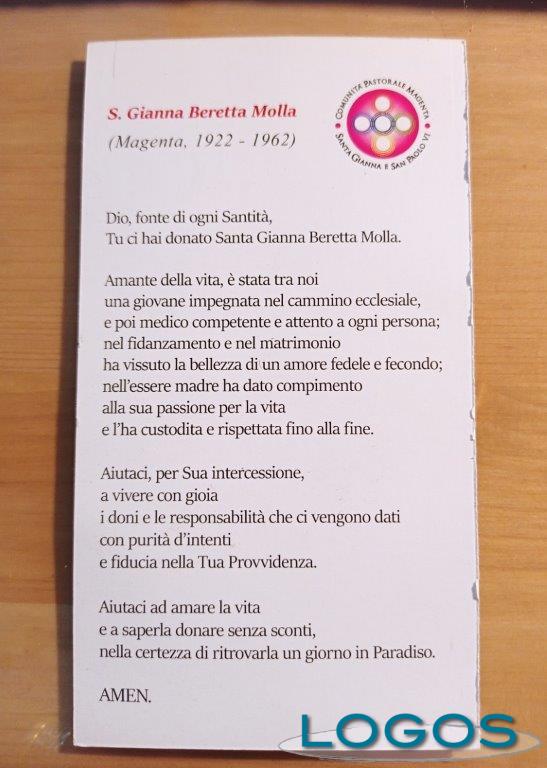 S. Gianna Beretta Molla
(Magenta, 1922 - 1962)
COMUNITÀ PASTORALE MAGENTA
SANTA GIANNA E SAN PAOLO VI
Dio, fonte di ogni Santità,
Tu ci hai donato Santa Gianna Beretta Molla.
Amante della vita, è stata tra noi
una giovane impegnata nel cammino ecclesiale,
e poi medico competente e attento a ogni persona;
nel fidanzamento e nel matrimonio
ha vissuto la bellezza di un amore fedele e fecondo;
nell'essere madre ha dato compimento
alla sua passione per la vita
e l'ha custodita e rispettata fino alla fine.
Aiutaci, per Sua intercessione,
a vivere con gioia
i doni e le responsabilità che ci vengono dati
con purità d'intenti
e fiducia nella Tua Provvidenza.
Aiutaci ad amare la vita
e a saperla donare senza sconti,
nella certezza di ritrovarla un giorno in Paradiso.
AMEN.
LOGOS